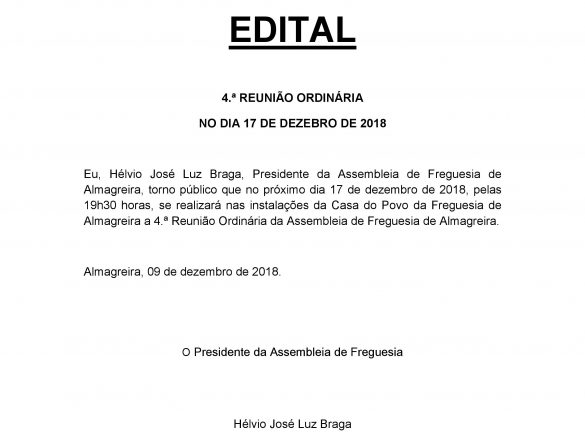 EDITAL
4.ª REUNIÃO ORDINÁRIA
NO DIA 17 DE DEZEBRO DE 2018
Eu, Hélvio José Luz Braga, Presidente da Assembleia de Freguesia de
Almagreira, torno público que no próximo dia 17 de dezembro de 2018, pelas
19h30 horas, se realizará nas instalações da Casa do Povo da Freguesia de
Almagreira a 4.ª Reunião Ordinária da Assembleia de Freguesia de Almagreira.
Almagreira, 09 de dezembro de 2018.
O Presidente da Assembleia de Freguesia
Hélvio José Luz Braga